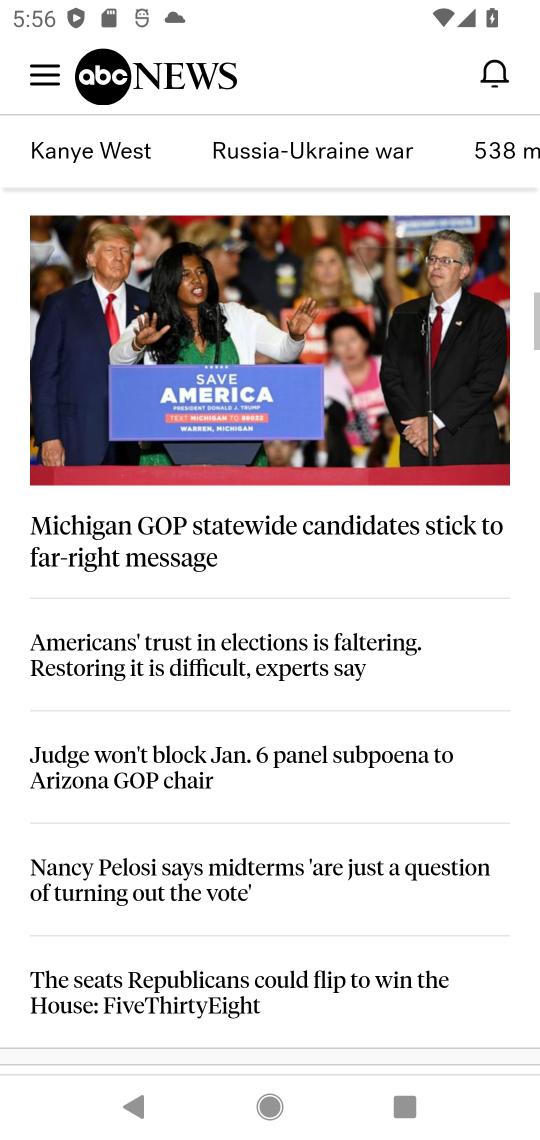 5:56
abc NEWS
Kanye West Russia-Ukraine war 538 m
SAVE
AMERICA
PRESIDENT DONALD J. TRUMP
TEXT MICHIGAN TO 88022
WARREN, MICHIGAN
Michigan GOP statewide candidates stick to
far-right message
Americans' trust in elections is faltering.
Restoring it is difficult, experts say
Judge won't block Jan. 6 panel subpoena to
Arizona GOP chair
Nancy Pelosi says midterms 'are just a question
of turning out the vote'
The seats Republicans could flip to win the
House: FiveThirtyEight